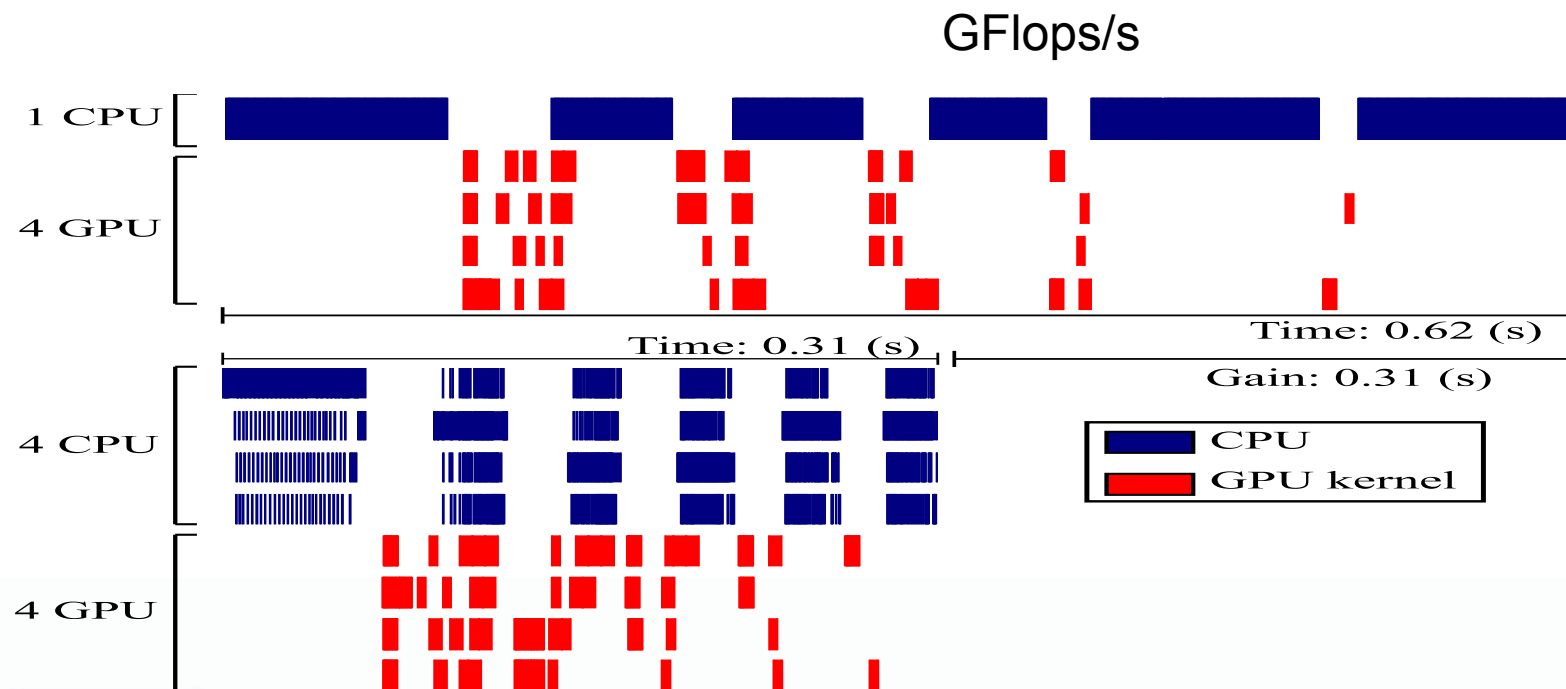 GFlops/s
1 CPU
4 GPU
Time: 0.62 (s)
Time: 0.31 (s)
Gain: 0.31 (s)
4 CPU
CPU
GPU kernel
4 GPU